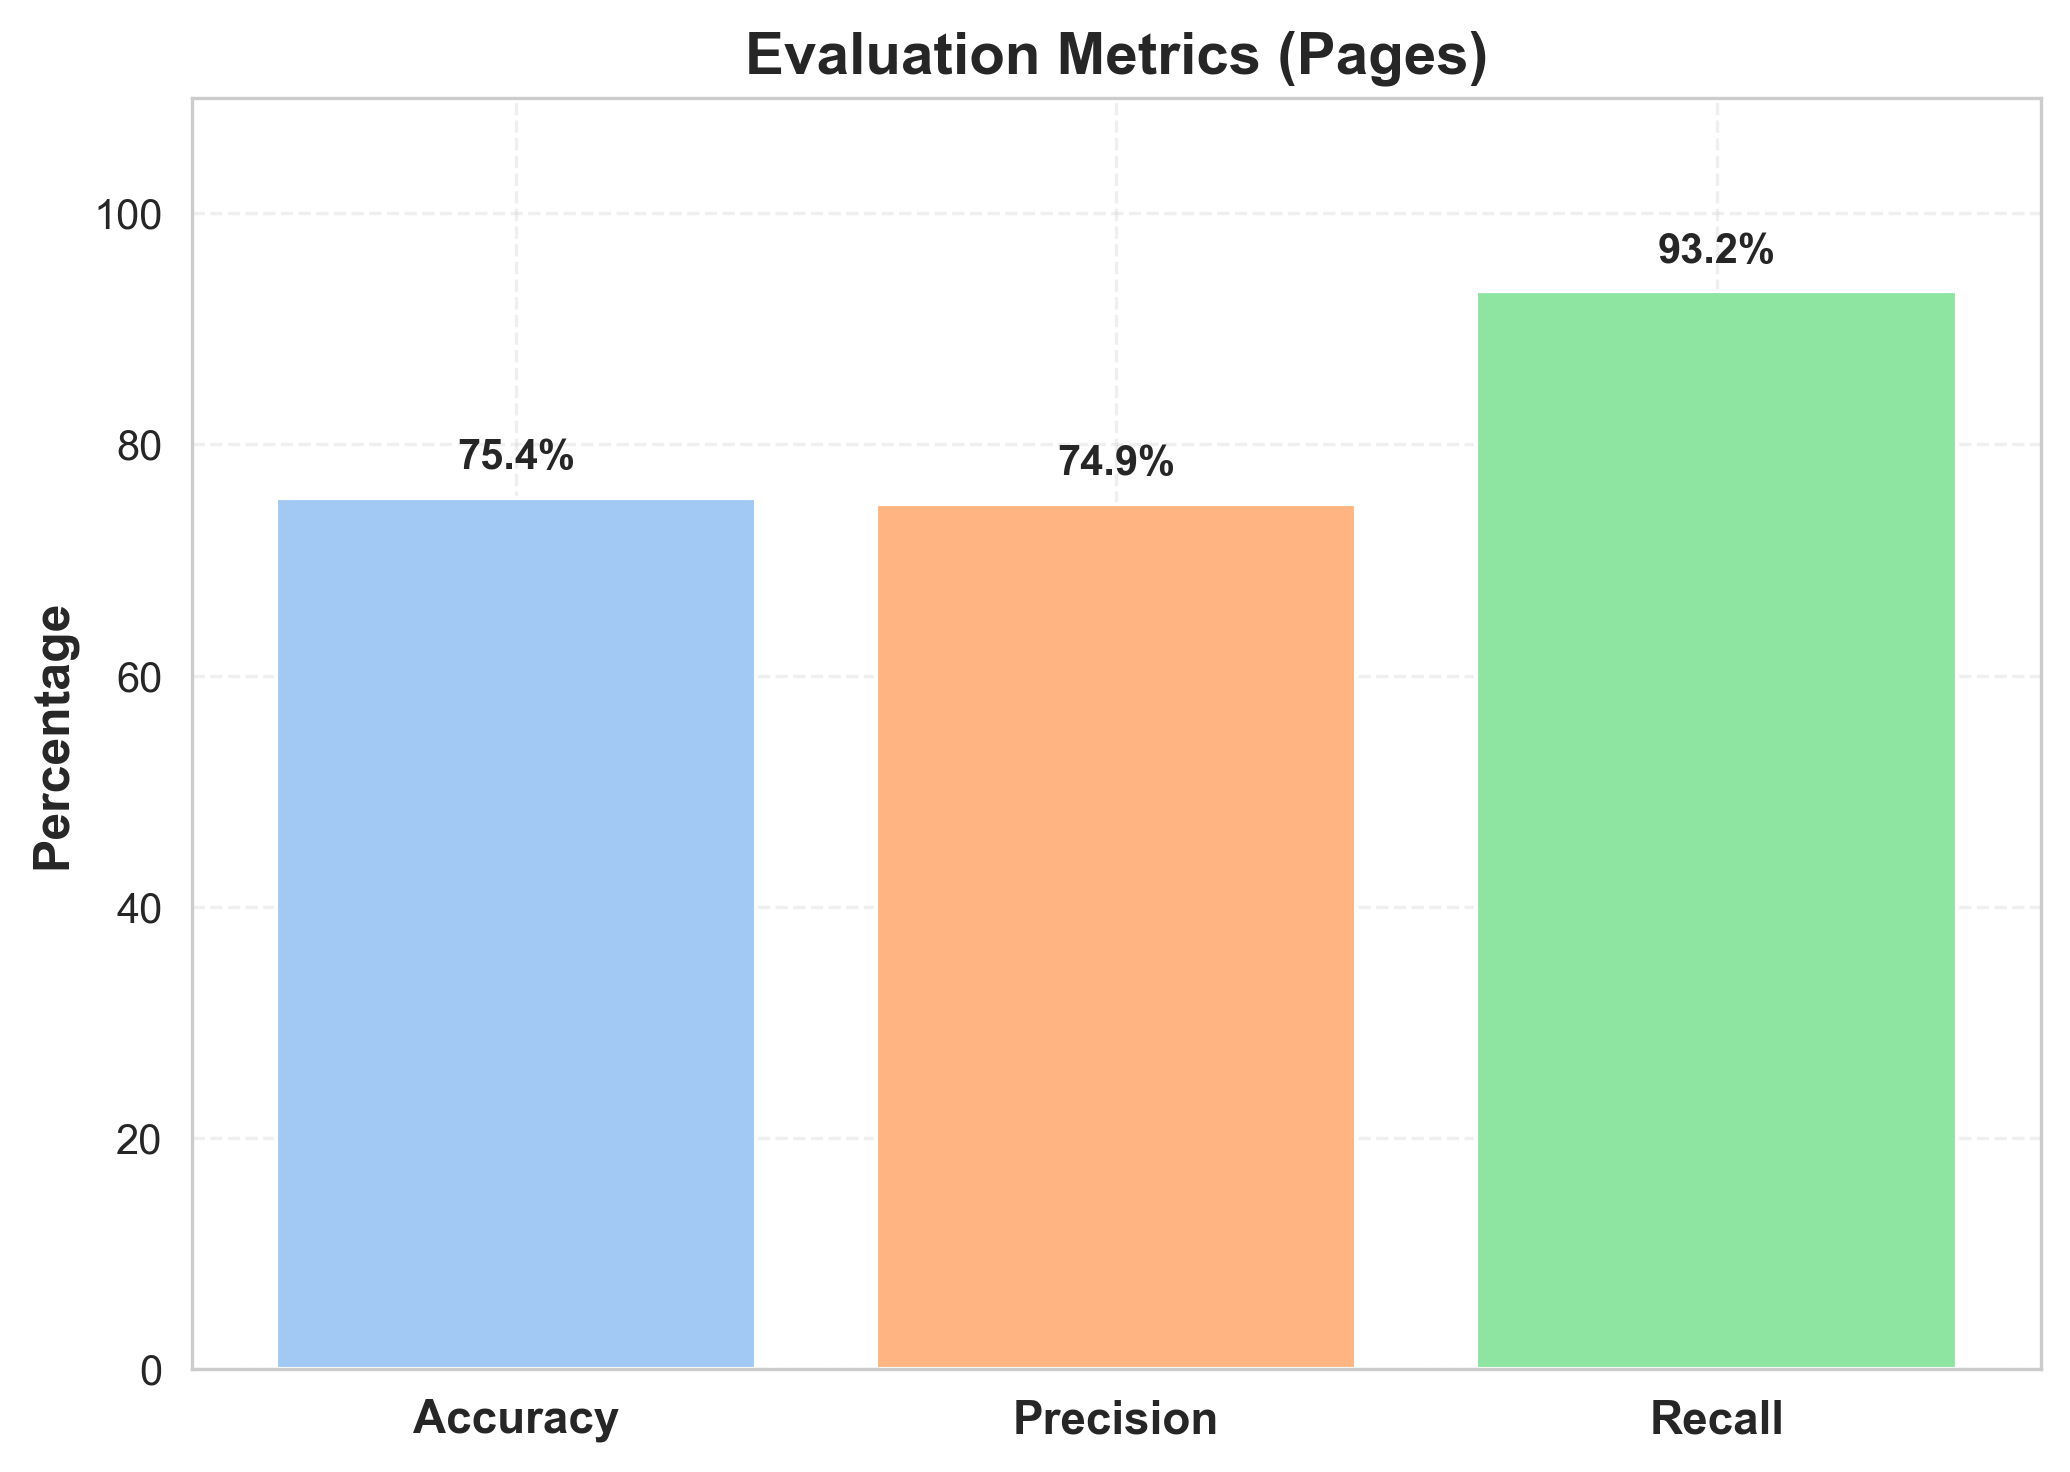 Evaluation Metrics (Pages)
Percentage
100
80
60
40
20
0
75.4%
74.9%
93.2%
Accuracy
Precision
Recall